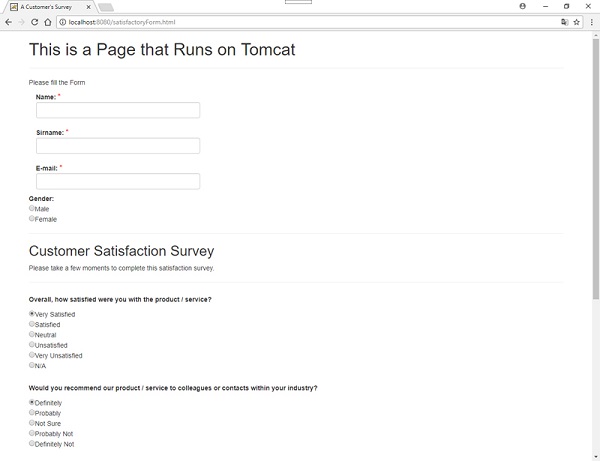 A Customer's Survey
localhost:8080/satisfactoryForm.html
This is a Page that Runs on Tomcat
Please fill the Form
Name: *
Sirname: *
E-mail: *
Gender:
Male
Female
Customer Satisfaction Survey
Please take a few moments to complete this satisfaction survey.
Overall, how satisfied were you with the product / service?
Very Satisfied
Satisfied
Neutral
Unsatisfied
Very Unsatisfied
N/A
Would you recommend our product / service to colleagues or contacts within your industry?
Definitely
Probably
Not Sure
Probably Not
Definitely Not